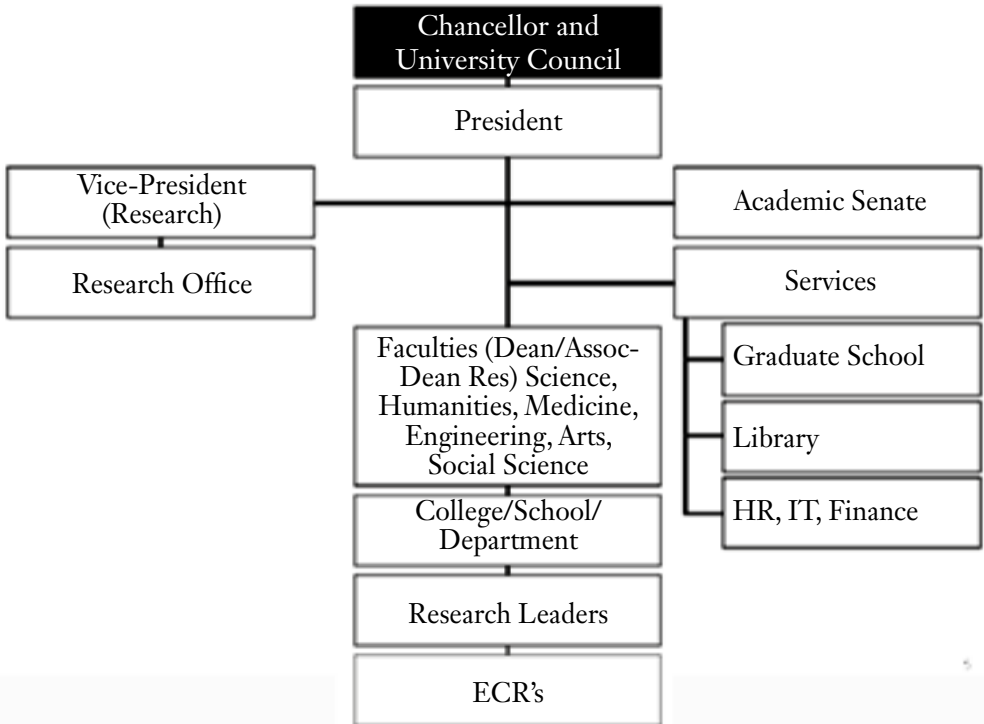 Chancellor and
University Council
President
Vice-President
(Research)
Academic Senate
Research Office
Services
Faculties (Dean/Assoc-
Dean Res) Science,
Humanities, Medicine,
Engineering, Arts,
Social Science
Graduate School
Library
HR, IT, Finance
College/School/
Department
Research Leaders
ECR’s